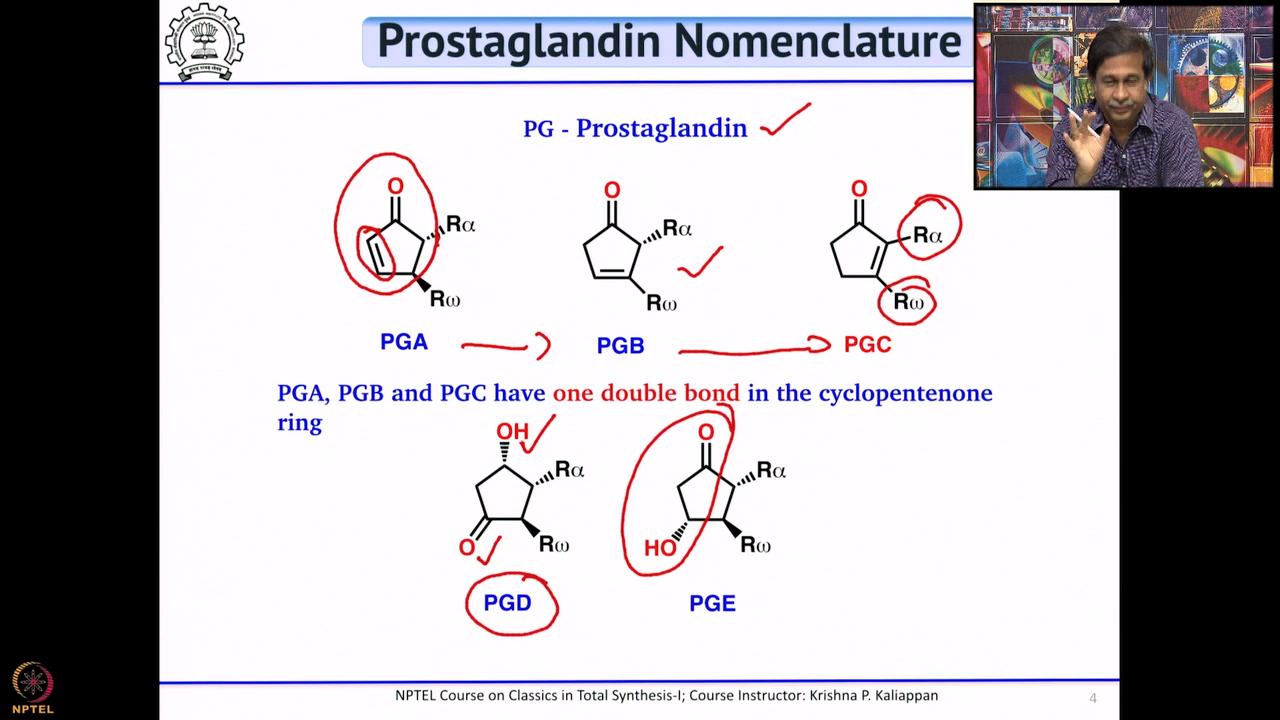 Prostaglandin Nomenclature
PG - Prostaglandin
O
Rα
Rω
O
Rα
Rω
O
Rα
Rω
PGA
PGB
PGC
PGA, PGB and PGC have one double bond in the cyclopentenone
ring
OH
Rα
O
Rω
O
Rα
HO
Rω
PGD
PGE
NPTEL Course on Classics in Total Synthesis-I; Course Instructor: Krishna P. Kaliappan
4
NPTEL